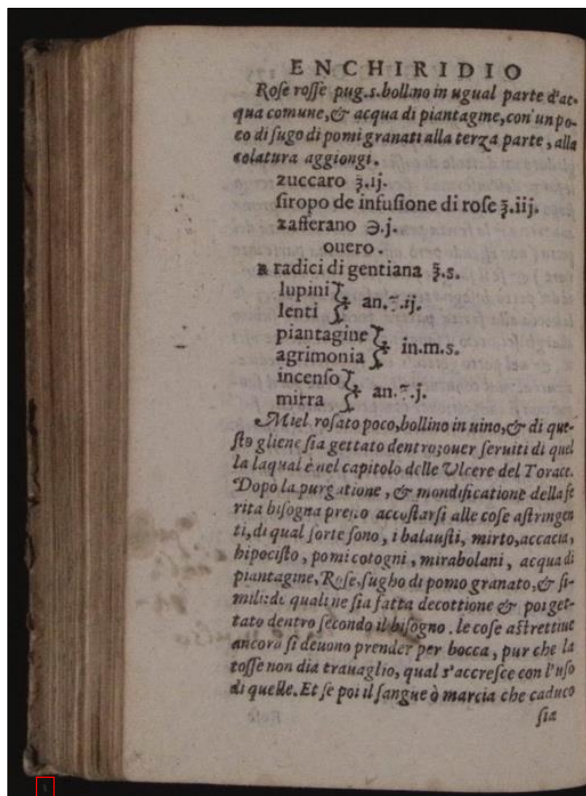 ENCHIRIDIO
Rose rosse pug.s.bollino in ugual parte d'ac-
qua comune, & acqua di piantagine, con un po-
co di sugo di pomi granati alla terza parte, alla
colatura aggiongi.
zuccaro ℥.ij.
siropo de infusione di rose ℥.iij.
zafferano ℈.j.
ouero.
℞ radici di gentiana ℥.s.
lupini
lenti an. .ij.
piantagine
agrimonia in.m.s.
incenso
mirra an. .j.
Miel rosato poco, bollino in uino, & di que-
sto gliene sia gettato dentro; ouer seruiti di quel
la laqual è nel capitolo delle Vlcere del Torace.
Dopò la purgatione, & mondificatione della fe
rita bisogna presto accostarsi alle cose astringen
ti, di qual sorte sono, i balausti, mirto, accacia,
hipocisto, pomi cotogni, mirabolani, acqua di
piantagine, Rose, sugho di pomo granato, & si-
mili: de quali ne sia fatta decottione & poi get-
tato dentro secondo il bisogno. le cose astrettiue
ancora si deuono prender per bocca, pur che la
tosse non dia trauaglio, qual s'accresce con l'uso
di quelle. Et se poi il sangue ò marcia che caduco
sia